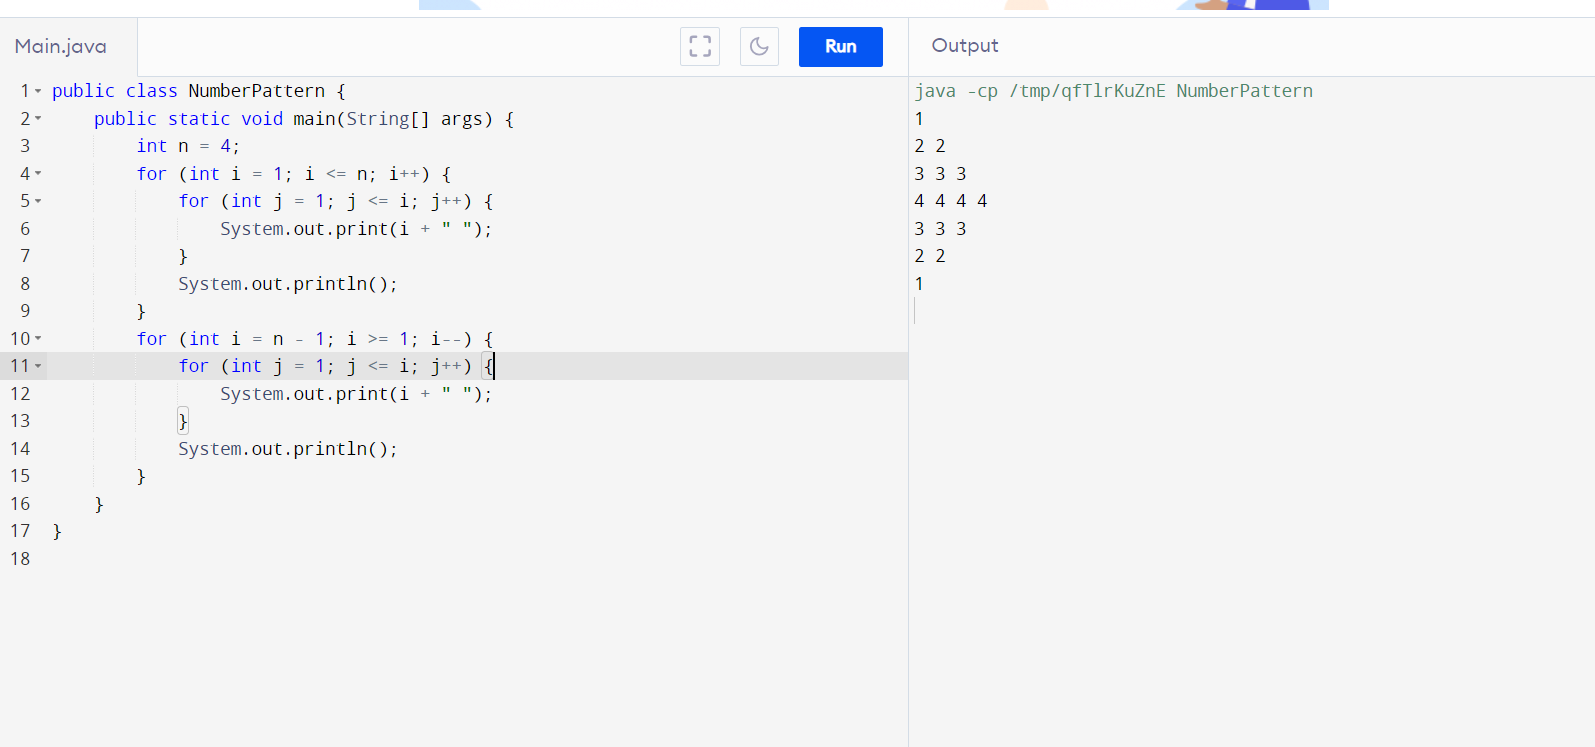 Main.java
Run
Output
1 public class NumberPattern {
2     public static void main(String[] args) {
3         int n = 4;
4         for (int i = 1; i <= n; i++) {
5             for (int j = 1; j <= i; j++) {
6                 System.out.print(i + " ");
7             }
8             System.out.println();
9         }
10         for (int i = n - 1; i >= 1; i--) {
11             for (int j = 1; j <= i; j++) {
12                 System.out.print(i + " ");
13             }
14             System.out.println();
15         }
16     }
17 }
18
java -cp /tmp/qfTlrKuZnE NumberPattern
1
2 2
3 3 3
4 4 4 4
3 3 3
2 2
1